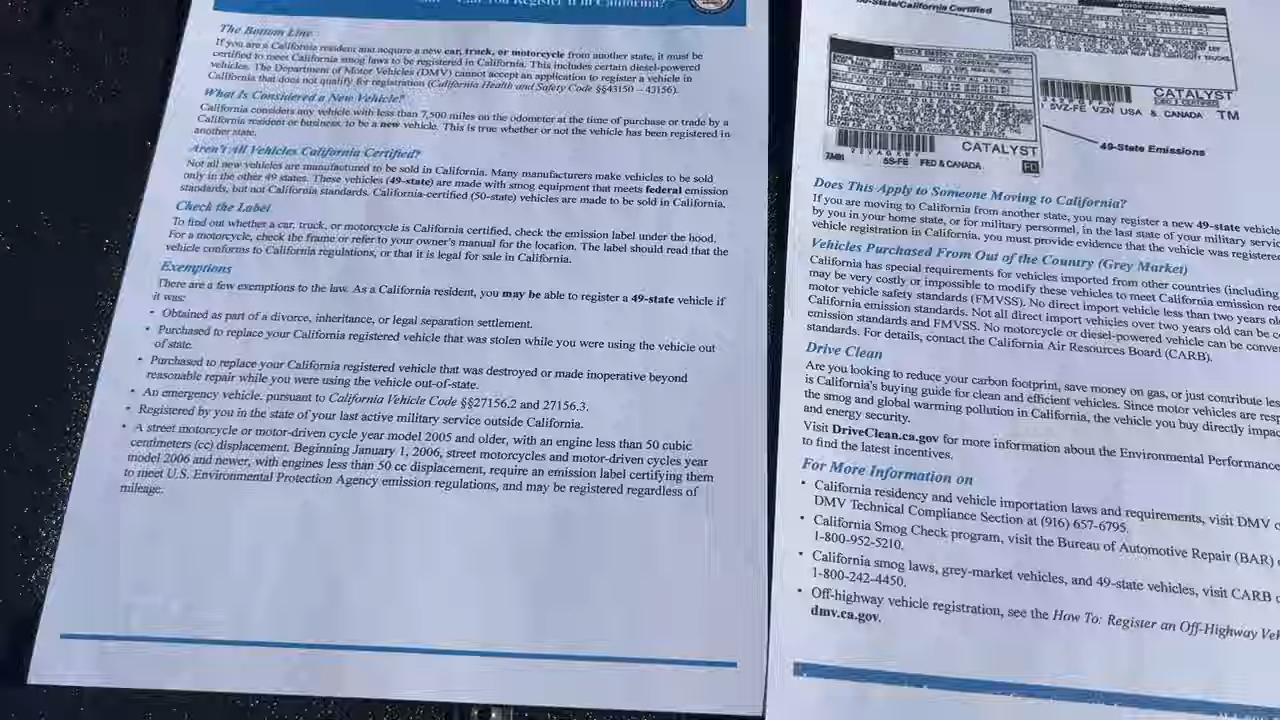 You Register it in California?
The Bottom Line
If you are a California resident and acquire a new car, truck, or motorcycle from another state, it must be
certified to meet California smog laws to be registered in California. This includes certain diesel-powered
vehicles. The Department of Motor Vehicles (DMV) cannot accept an application to register a vehicle in
California that does not qualify for registration (California Health and Safety Code §§43150 – 43156).
What Is Considered a New Vehicle?
California considers any vehicle with less than 7,500 miles on the odometer at the time of purchase or trade by a
California resident or business, to be a new vehicle. This is true whether or not the vehicle has been registered in
another state.
Aren't All Vehicles California Certified?
Not all new vehicles are manufactured to be sold in California. Many manufacturers make vehicles to be sold
only in the other 49 states. These vehicles (49-state) are made with smog equipment that meets federal emission
standards, but not California standards. California-certified (50-state) vehicles are made to be sold in California.
Check the Label
To find out whether a car, truck, or motorcycle is California certified, check the emission label under the hood.
For a motorcycle, check the frame or refer to your owner's manual for the location. The label should read that the
vehicle conforms to California regulations, or that it is legal for sale in California.
Exemptions
There are a few exemptions to the law. As a California resident, you may be able to register a 49-state vehicle if
it was:
• Obtained as part of a divorce, inheritance, or legal separation settlement.
• Purchased to replace your California registered vehicle that was stolen while you were using the vehicle out
of state.
• Purchased to replace your California registered vehicle that was destroyed or made inoperative beyond
reasonable repair while you were using the vehicle out-of-state.
• An emergency vehicle, pursuant to California Vehicle Code §§27156.2 and 27156.3.
• Registered by you in the state of your last active military service outside California.
• A street motorcycle or motor-driven cycle year model 2005 and older, with an engine less than 50 cubic
centimeters (cc) displacement. Beginning January 1, 2006, street motorcycles and motor-driven cycles year
model 2006 and newer, with engines less than 50 cc displacement, require an emission label certifying them
to meet U.S. Environmental Protection Agency emission regulations, and may be registered regardless of
mileage.
State/California Certified
CATALYST
5VZ-FE VZN USA & CANADA TM
CATALYST
5S-FE FED & CANADA
49-State Emissions
Does This Apply to Someone Moving to California?
If you are moving to California from another state, you may register a new 49-state vehicle
by you in your home state, or for military personnel, in the last state of your military servic
vehicle registration in California, you must provide evidence that the vehicle was registered
Vehicles Purchased From Out of the Country (Grey Market)
California has special requirements for vehicles imported from other countries (including
may be very costly or impossible to modify these vehicles to meet California emission req
motor vehicle safety standards (FMVSS). No direct import vehicle less than two years old
California emission standards. Not all direct import vehicles over two years old can be c
emission standards and FMVSS. No motorcycle or diesel-powered vehicle can be conver
standards. For details, contact the California Air Resources Board (CARB).
Drive Clean
Are you looking to reduce your carbon footprint, save money on gas, or just contribute les
is California's buying guide for clean and efficient vehicles. Since motor vehicles are resp
the smog and global warming pollution in California, the vehicle you buy directly impac
and energy security.
Visit DriveClean.ca.gov for more information about the Environmental Performance
to find the latest incentives.
For More Information on
• California residency and vehicle importation laws and requirements, visit DMV o
DMV Technical Compliance Section at (916) 657-6795.
• California Smog Check program, visit the Bureau of Automotive Repair (BAR)
1-800-952-5210.
• California smog laws, grey-market vehicles, and 49-state vehicles, visit CARB o
1-800-242-4450.
• Off-highway vehicle registration, see the How To: Register an Off-Highway Veh
dmv.ca.gov.